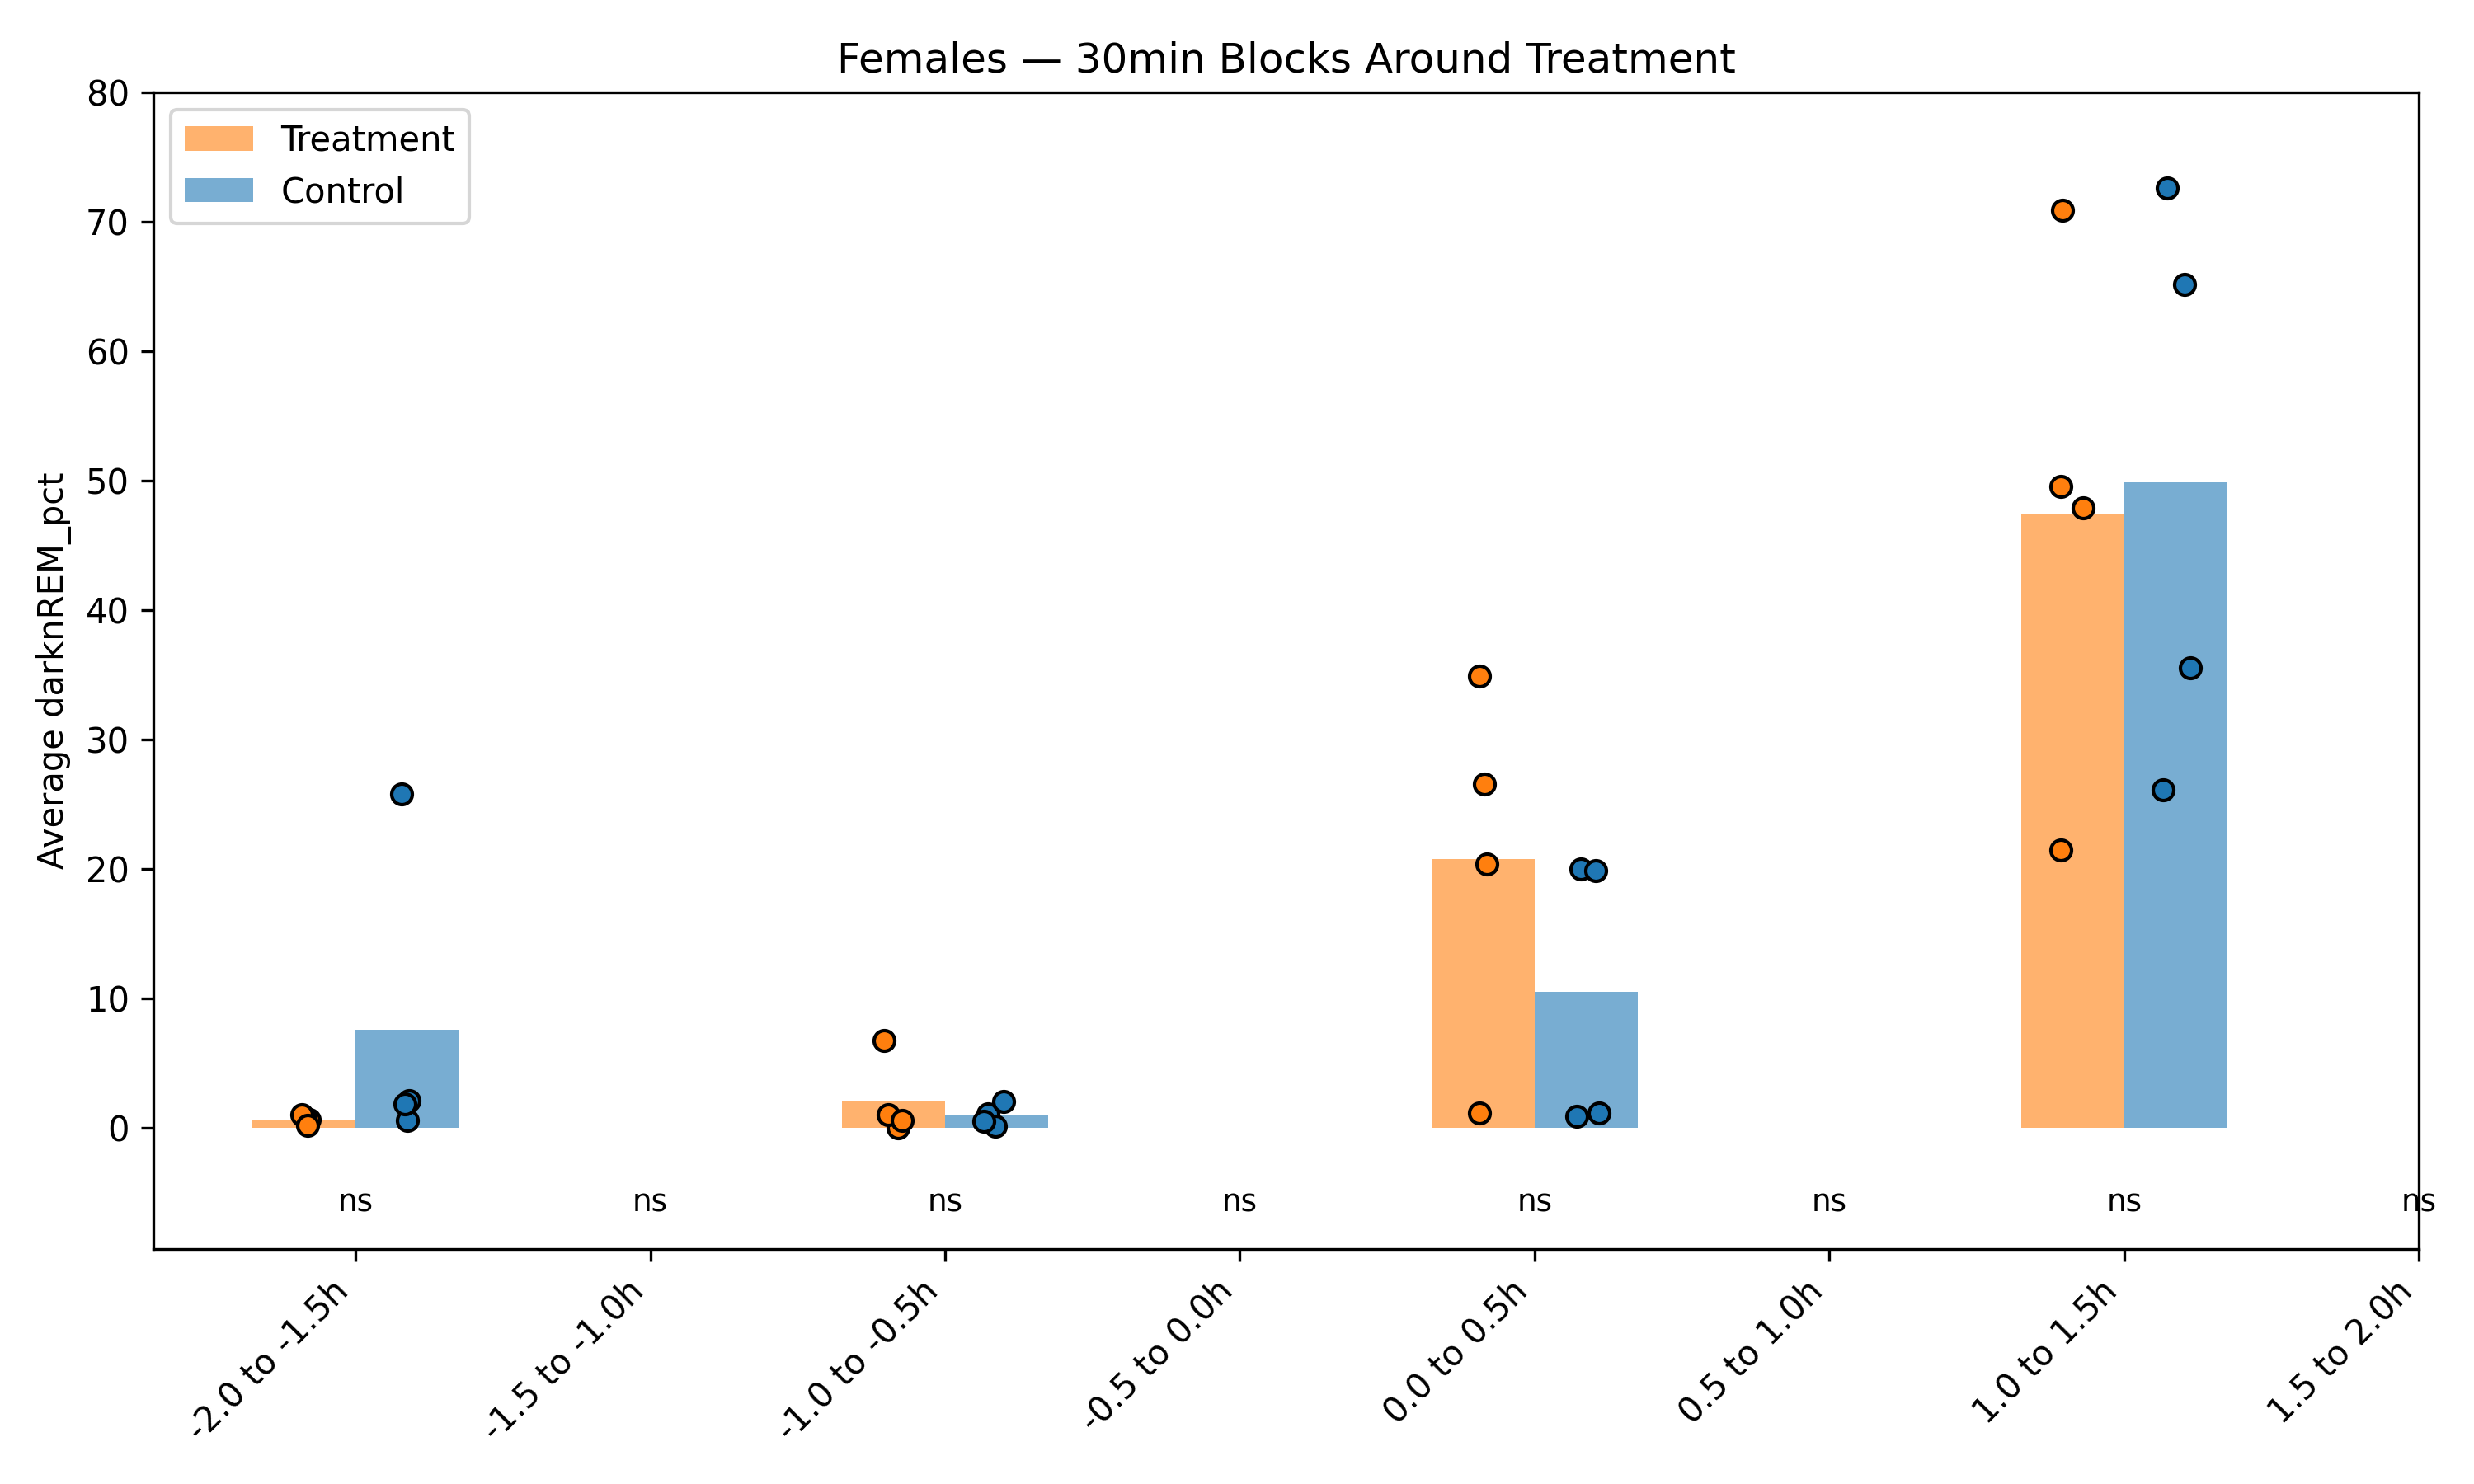 Females — 30min Blocks Around Treatment
Treatment
Control
Average darknREM_pct
80
70
60
50
40
30
20
10
0
ns ns ns ns ns ns ns ns
-2.0 to -1.5h
-1.5 to -1.0h
-1.0 to -0.5h
-0.5 to 0.0h
0.0 to 0.5h
0.5 to 1.0h
1.0 to 1.5h
1.5 to 2.0h